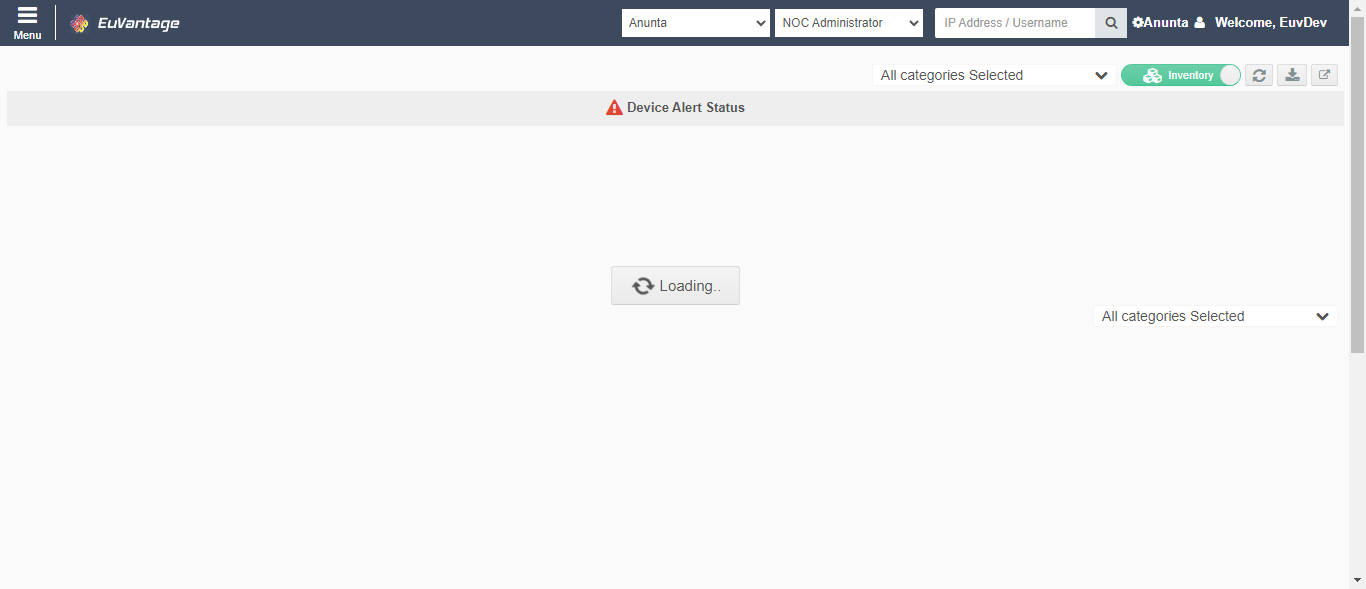 Menu
EuVantage
Anunta
NOC Administrator
IP Address / Username
Anunta
Welcome, EuvDev
All categories Selected
Inventory
Device Alert Status
Loading..
All categories Selected